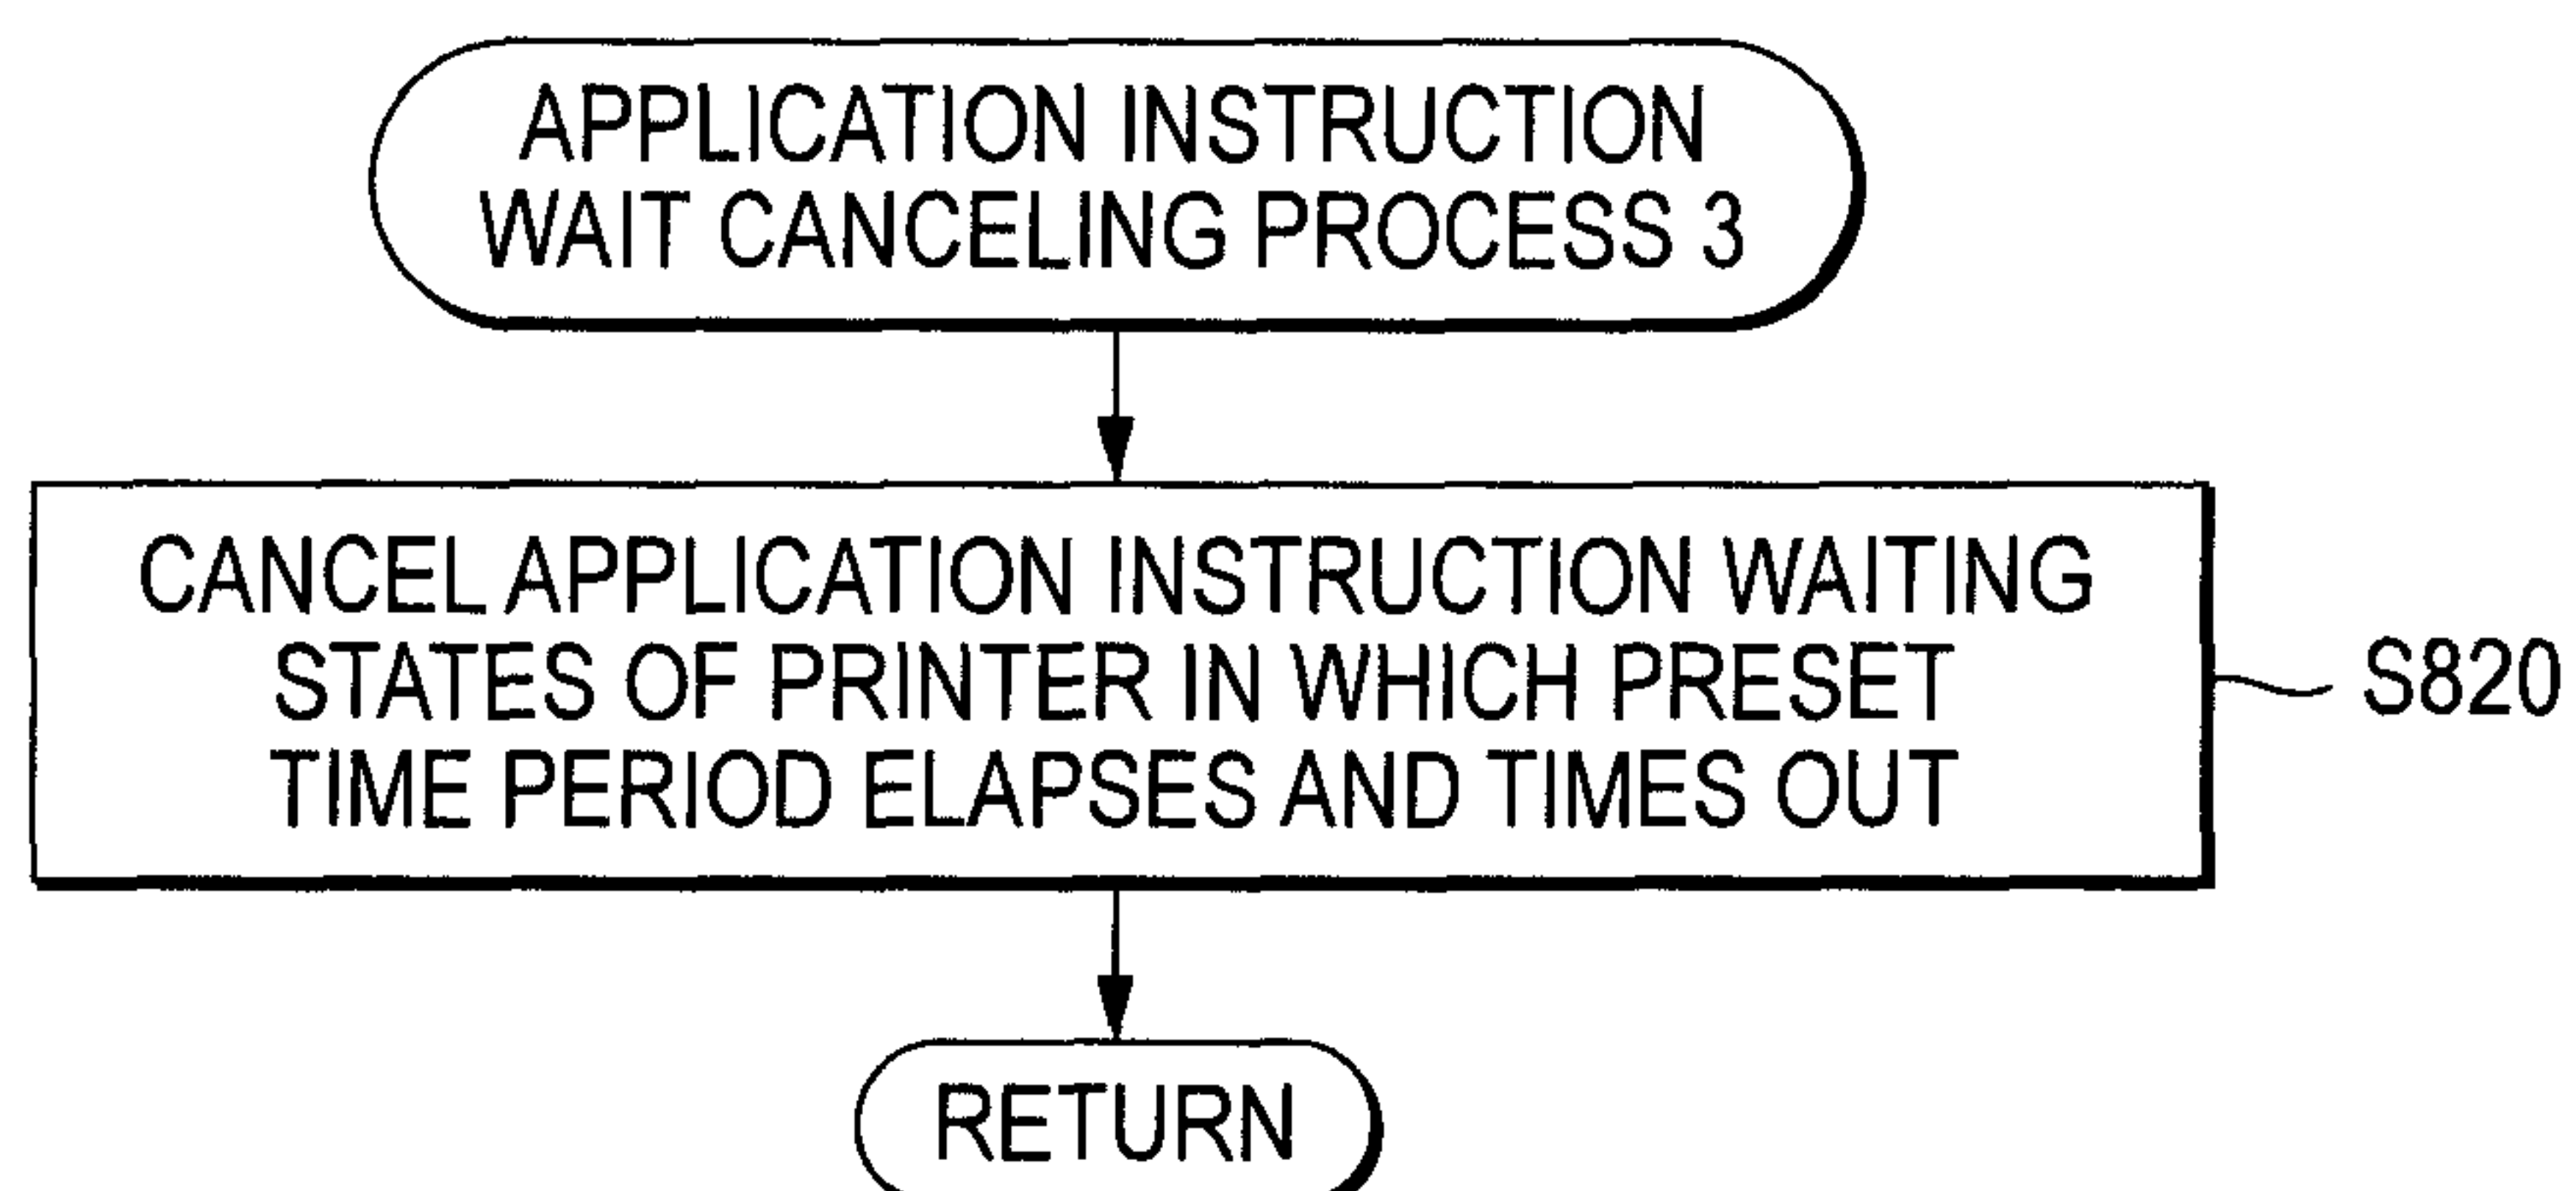 APPLICATION INSTRUCTION
WAIT CANCELING PROCESS 3
CANCEL APPLICATION INSTRUCTION WAITING
STATES OF PRINTER IN WHICH PRESET
TIME PERIOD ELAPSES AND TIMES OUT
S820
RETURN